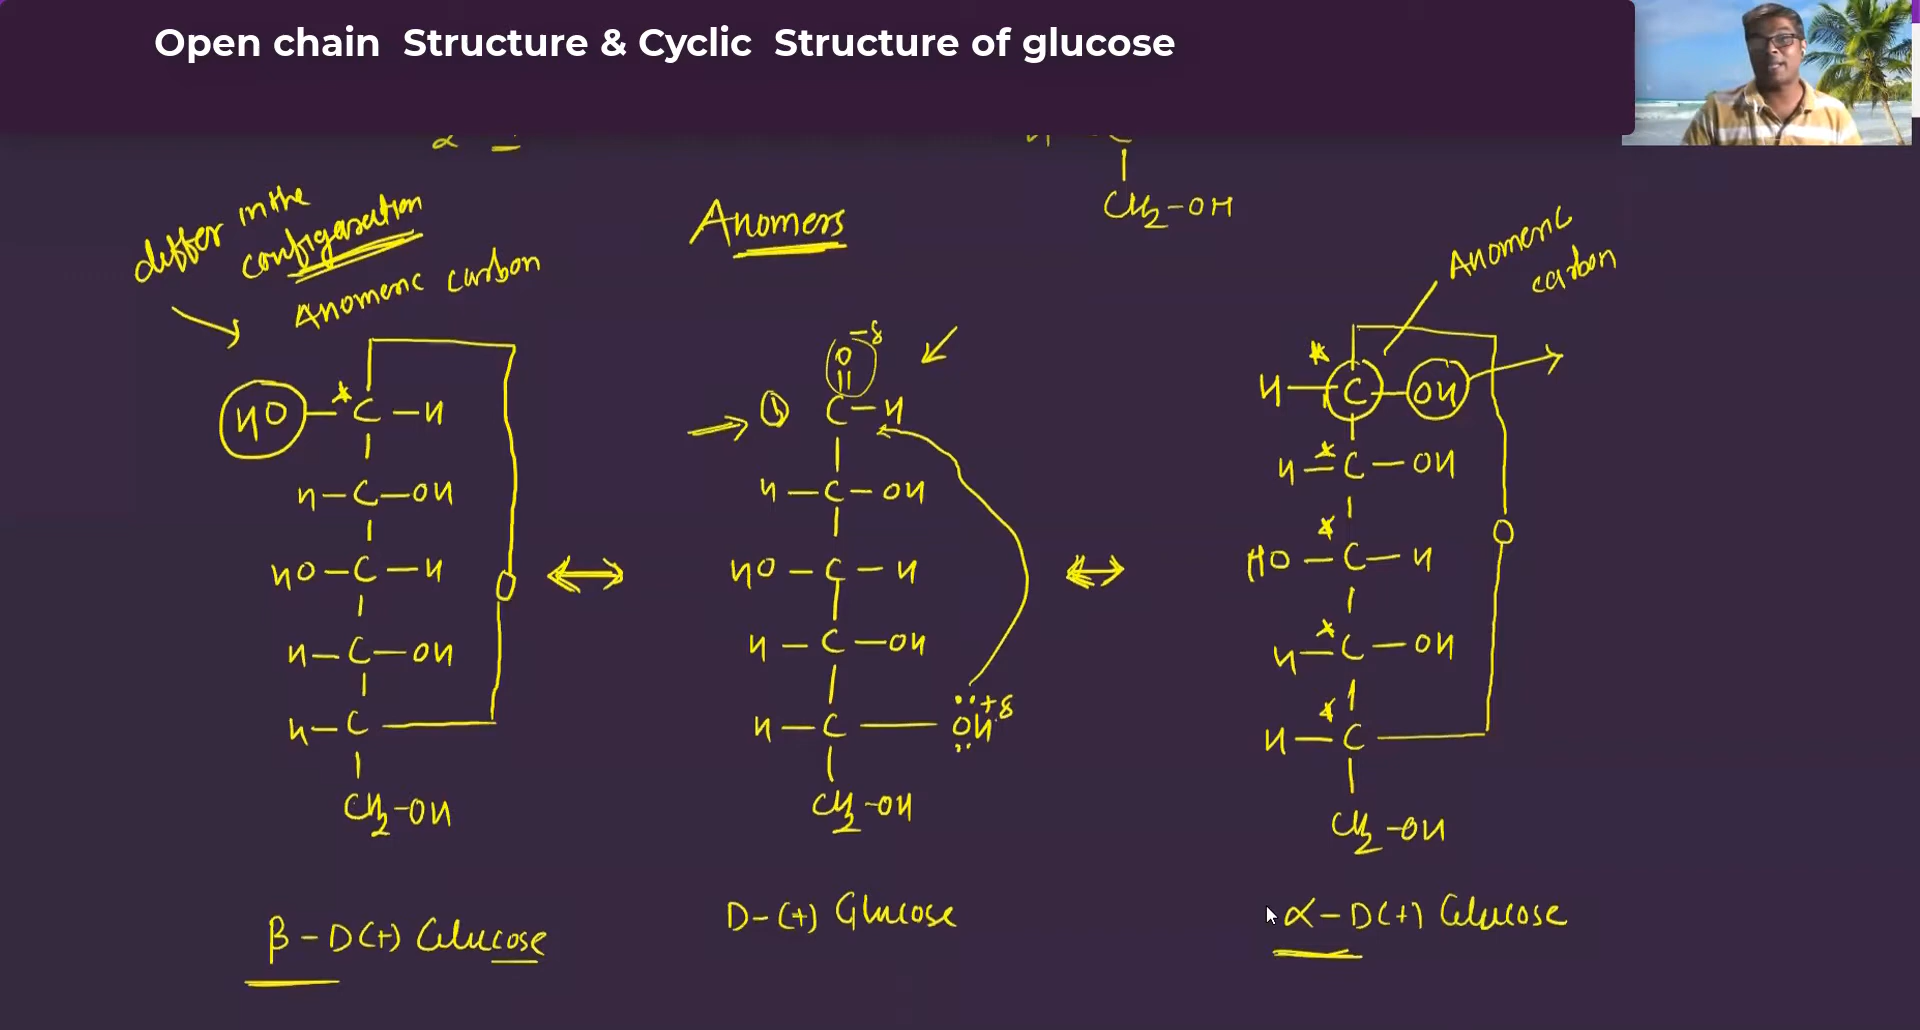 Open chain Structure & Cyclic Structure of glucose
α
CH2-OH
differ in the
configeration
Anomeric carbon
Anomers
Anomeric
carbon
HO-*C-H
H-C-OH
HO-C-H
H-C-OH
H-C
O
CH2-OH
β-D(+) Glucose
-δ
O
||
① C-H
H-C-OH
HO-C-H
H-C-OH
H-C-OH +δ
CH2-OH
D-(+) Glucose
*
H-C-OH
*
H-C-OH
*
HO-C-H
*
H-C-OH
*
H-C
O
CH2-OH
α-D(+) Glucose